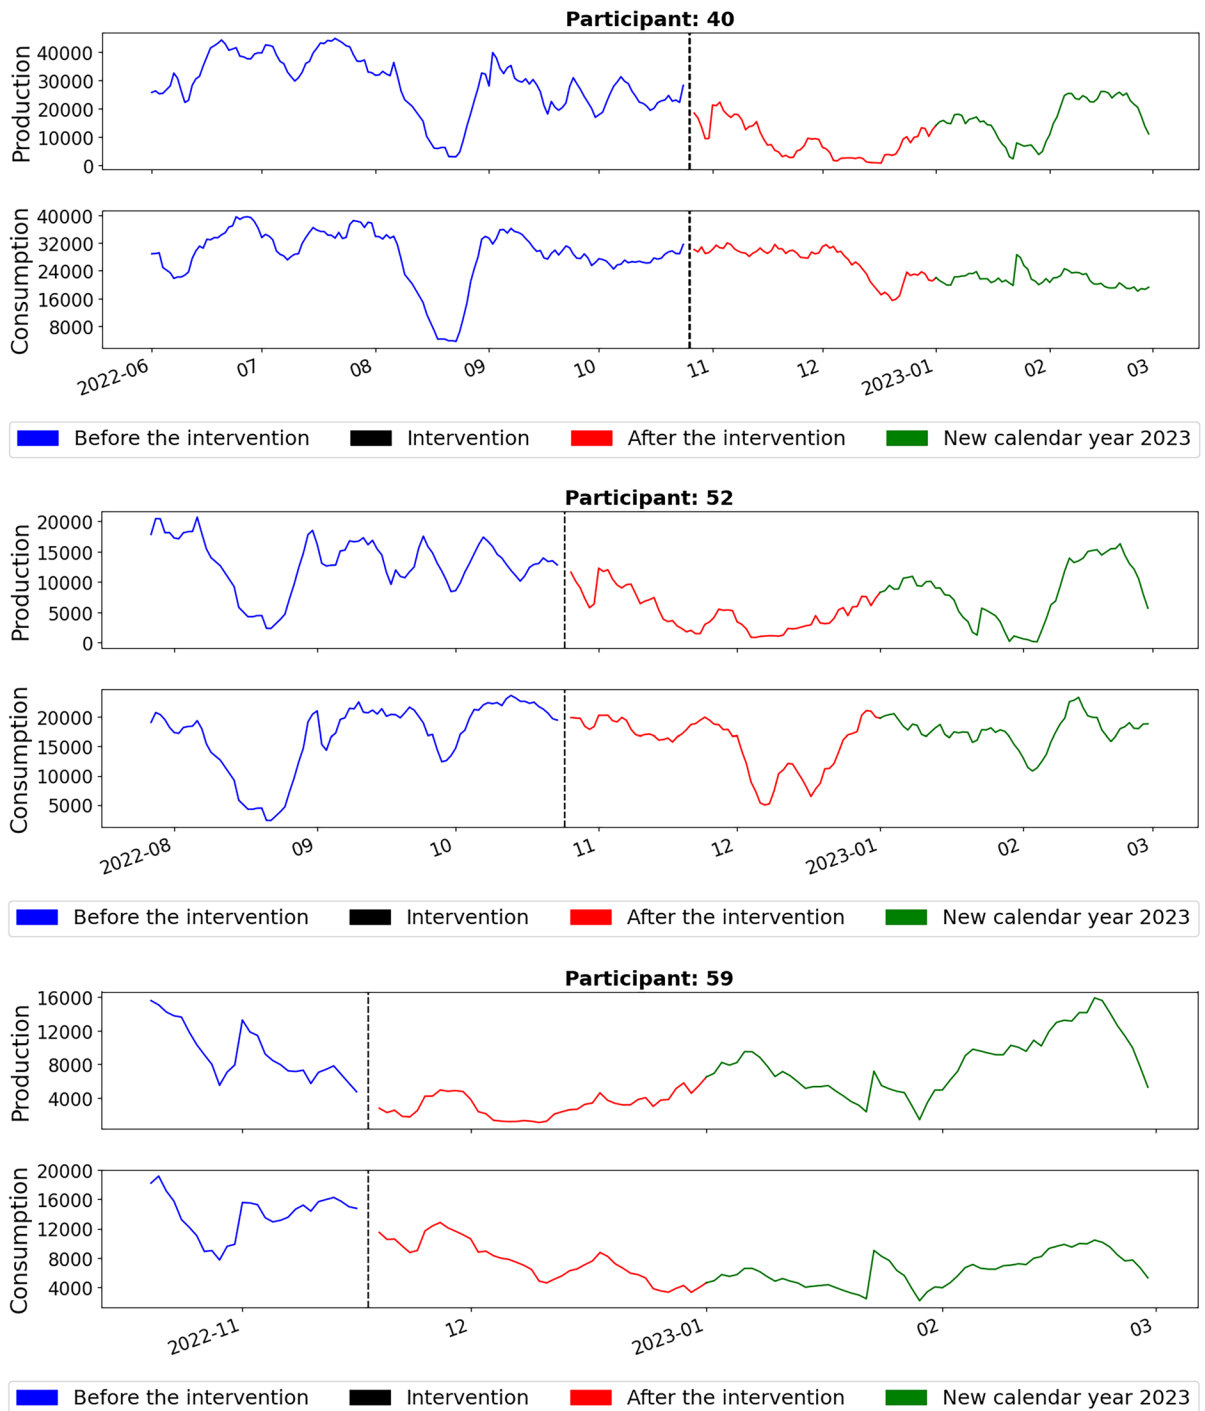 Participant: 40
Production
40000
30000
20000
10000
0
Consumption
40000
32000
24000
16000
8000
2022-06 07 08 09 10 11 12 2023-01 02 03
Before the intervention Intervention After the intervention New calendar year 2023
Participant: 52
Production
20000
15000
10000
5000
0
Consumption
20000
15000
10000
5000
2022-08 09 10 11 12 2023-01 02 03
Before the intervention Intervention After the intervention New calendar year 2023
Participant: 59
Production
16000
12000
8000
4000
Consumption
20000
16000
12000
8000
4000
2022-11 12 2023-01 02 03
Before the intervention Intervention After the intervention New calendar year 2023